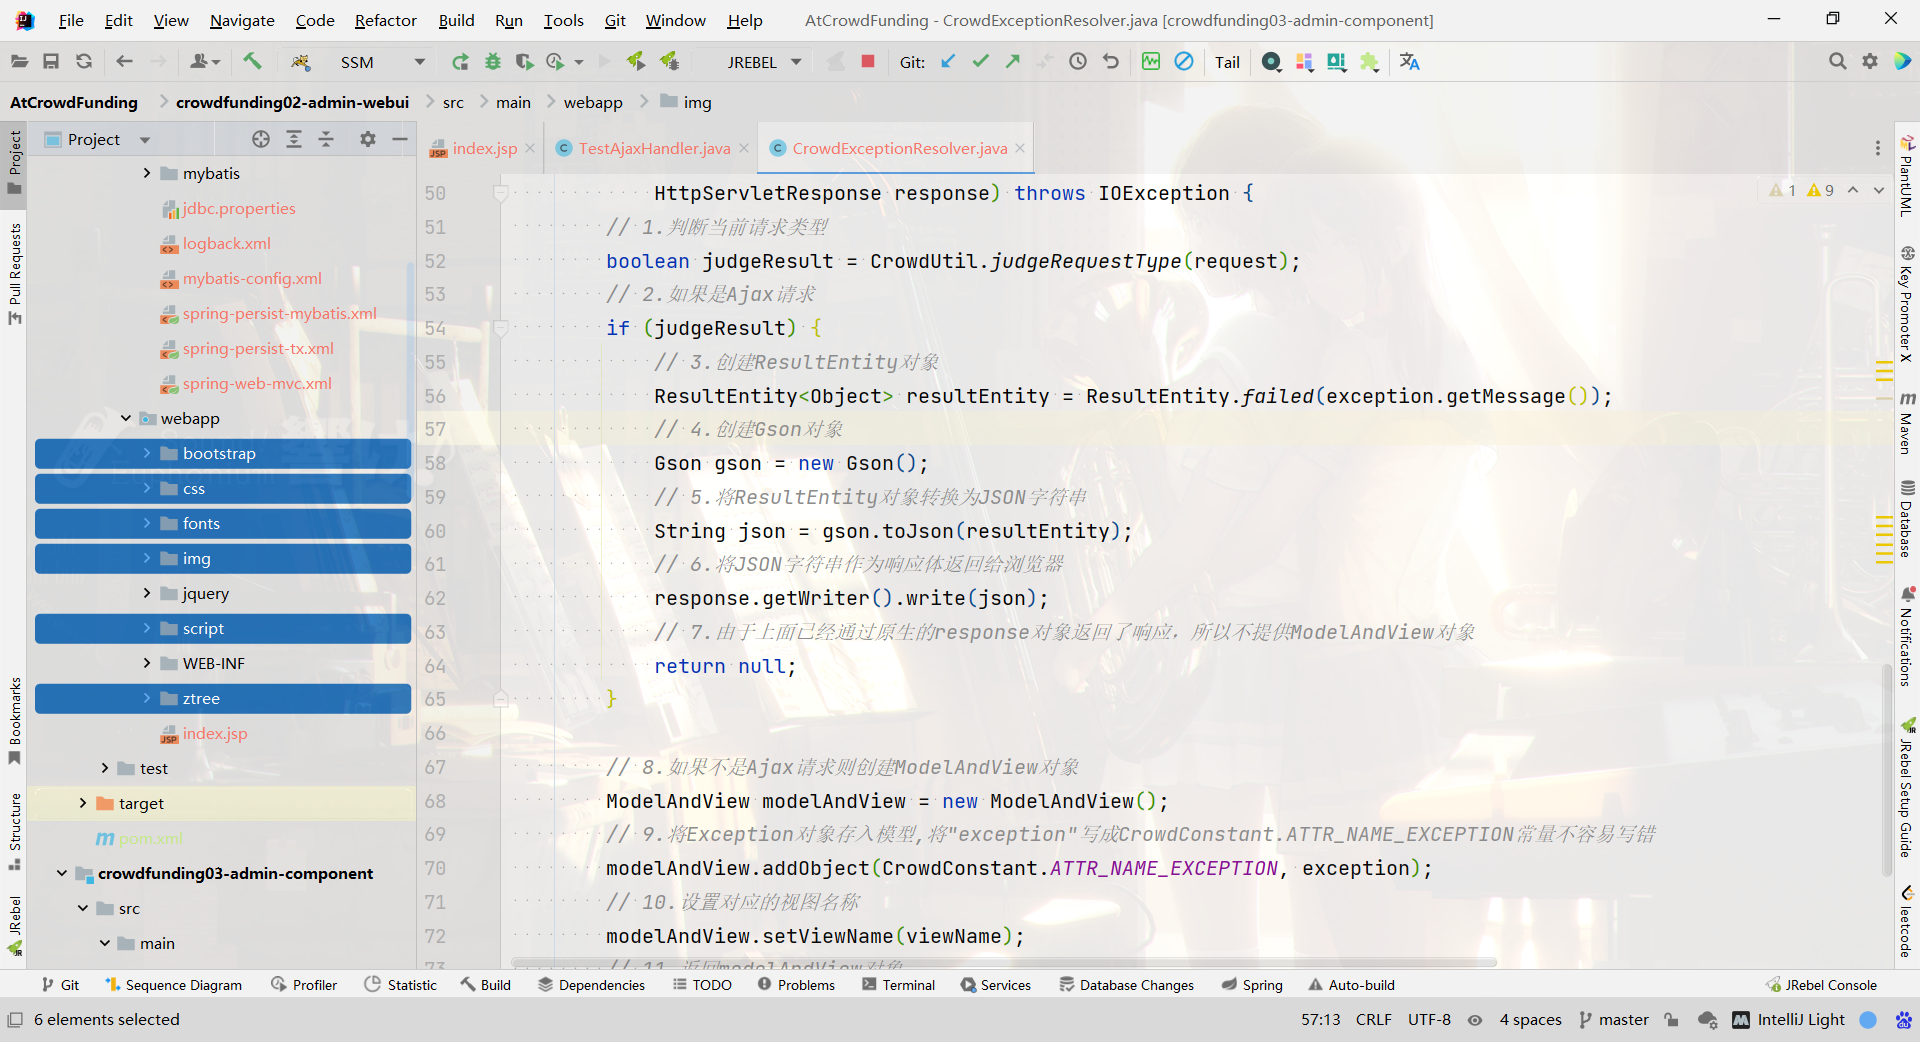 File Edit View Navigate Code Refactor Build Run Tools Git Window Help AtCrowdFunding - CrowdExceptionResolver.java [crowdfunding03-admin-component]
SSM JREBEL Git: Tail
AtCrowdFunding crowdfunding02-admin-webui src main webapp img
Project
index.jsp TestAjaxHandler.java CrowdExceptionResolver.java
mybatis
jdbc.properties
logback.xml
mybatis-config.xml
spring-persist-mybatis.xml
spring-persist-tx.xml
spring-web-mvc.xml
webapp
bootstrap
css
fonts
img
jquery
script
WEB-INF
ztree
index.jsp
test
target
pom.xml
crowdfunding03-admin-component
src
main
1 9
50 HttpServletResponse response) throws IOException {
51 // 1.判断当前请求类型
52 boolean judgeResult = CrowdUtil.judgeRequestType(request);
53 // 2.如果是Ajax请求
54 if (judgeResult) {
55 // 3.创建ResultEntity对象
56 ResultEntity<Object> resultEntity = ResultEntity.failed(exception.getMessage());
57 // 4.创建Gson对象
58 Gson gson = new Gson();
59 // 5.将ResultEntity对象转换为JSON字符串
60 String json = gson.toJson(resultEntity);
61 // 6.将JSON字符串作为响应体返回给浏览器
62 response.getWriter().write(json);
63 // 7.由于上面已经通过原生的response对象返回了响应，所以不提供ModelAndView对象
64 return null;
65 }
66
67 // 8.如果不是Ajax请求则创建ModelAndView对象
68 ModelAndView modelAndView = new ModelAndView();
69 // 9.将Exception对象存入模型,将"exception"写成CrowdConstant.ATTR_NAME_EXCEPTION常量不容易写错
70 modelAndView.addObject(CrowdConstant.ATTR_NAME_EXCEPTION, exception);
71 // 10.设置对应的视图名称
72 modelAndView.setViewName(viewName);
73 // 11.返回modelAndView对象
Project
Pull Requests
Bookmarks
Structure
JRebel
PlantUML
Key Promoter X
Maven
Database
Notifications
JRebel Setup Guide
leetcode
Git Sequence Diagram Profiler Statistic Build Dependencies TODO Problems Terminal Services Database Changes Spring Auto-build JRebel Console
6 elements selected 57:13 CRLF UTF-8 4 spaces master IntelliJ Light